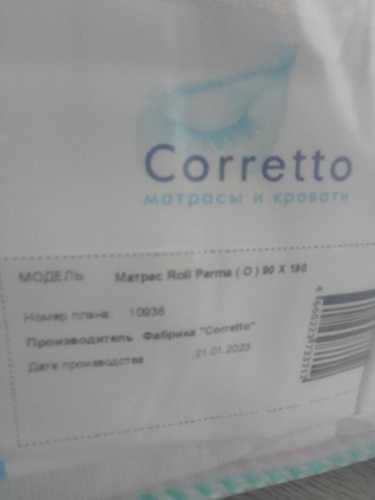 Corretto
матрасы и кровати
МОДЕЛЬ Матрас Roll Parma ( O ) 90 X 190
Номер плана: 10938
Производитель Фабрика "Corretto"
Дата производства 21.01.2023